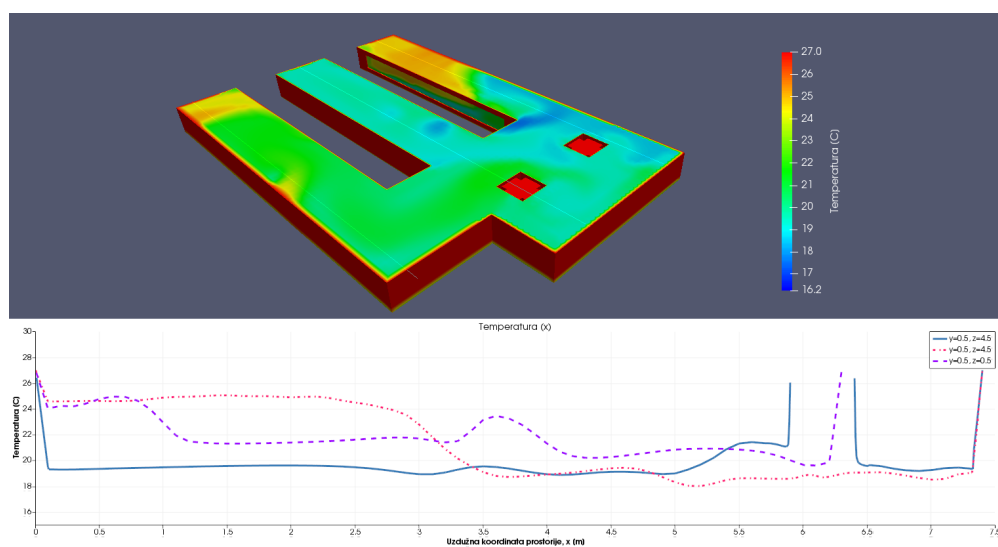 27.0
26
25
24
23
22
21
20
19
18
17
16.2
Temperatura (C)
Temperatura (x)
y=0.5, z=4.5
y=0.5, z=4.5
y=0.5, z=0.5
30
28
26
24
22
20
18
16
Temperatura (C)
0 0.5 1 1.5 2 2.5 3 3.5 4 4.5 5 5.5 6 6.5 7 7.5
Uzdužna koordinata prostorije, x (m)